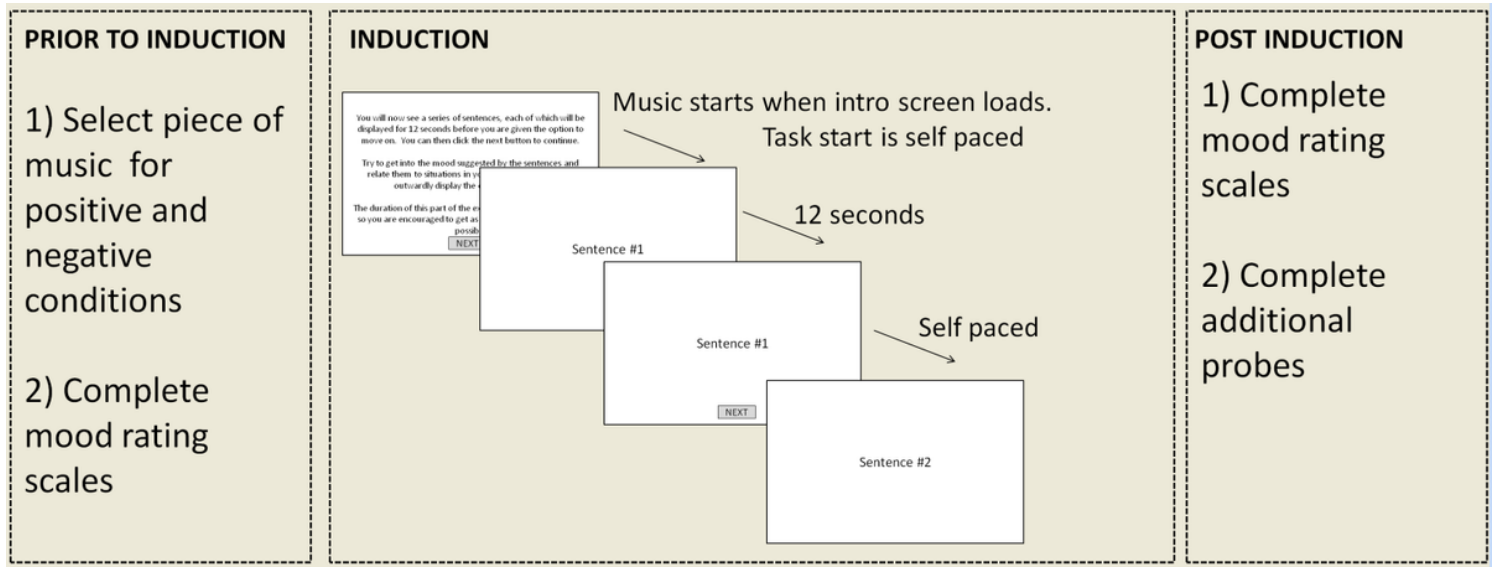 PRIOR TO INDUCTION
1) Select piece of
music for
positive and
negative
conditions
2) Complete
mood rating
scales
INDUCTION
You will now see a series of sentences, each of which will be
displayed for 12 seconds before you are given the option to
move on. You can then click the next button to continue.
Try to get into the mood suggested by the sentences and
relate them to situations in
outwardly display the
The duration of this part of the
so you are encouraged to get as
NEXT
Music starts when intro screen loads.
Task start is self paced
Sentence #1
12 seconds
Sentence #1
NEXT
Self paced
Sentence #2
POST INDUCTION
1) Complete
mood rating
scales
2) Complete
additional
probes